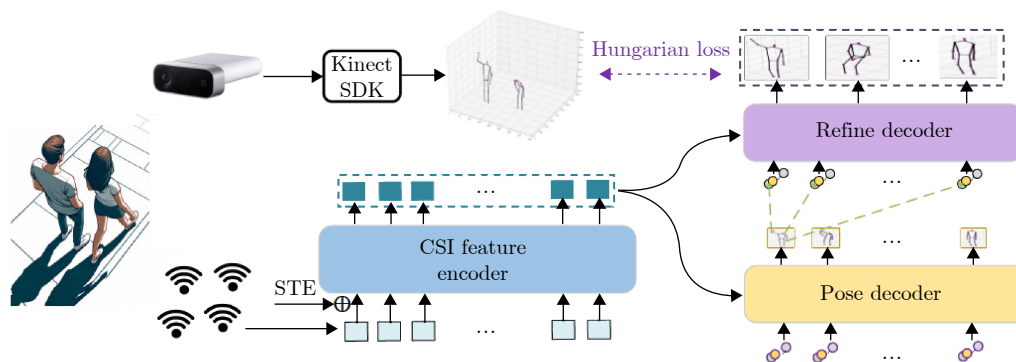 Kinect
SDK
Hungarian loss
...
Refine decoder
...
...
CSI feature
encoder
...
STE
Pose decoder
...
...